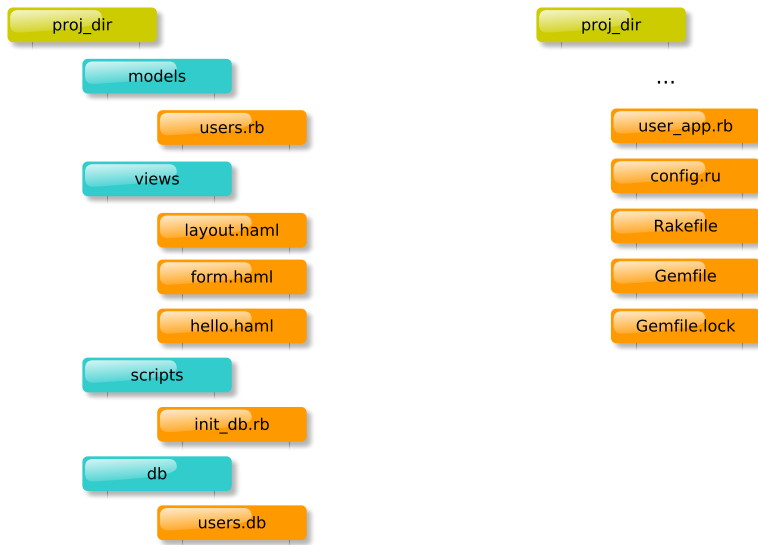 proj_dir
models
users.rb
views
layout.haml
form.haml
hello.haml
scripts
init_db.rb
db
users.db
proj_dir
...
user_app.rb
config.ru
Rakefile
Gemfile
Gemfile.lock